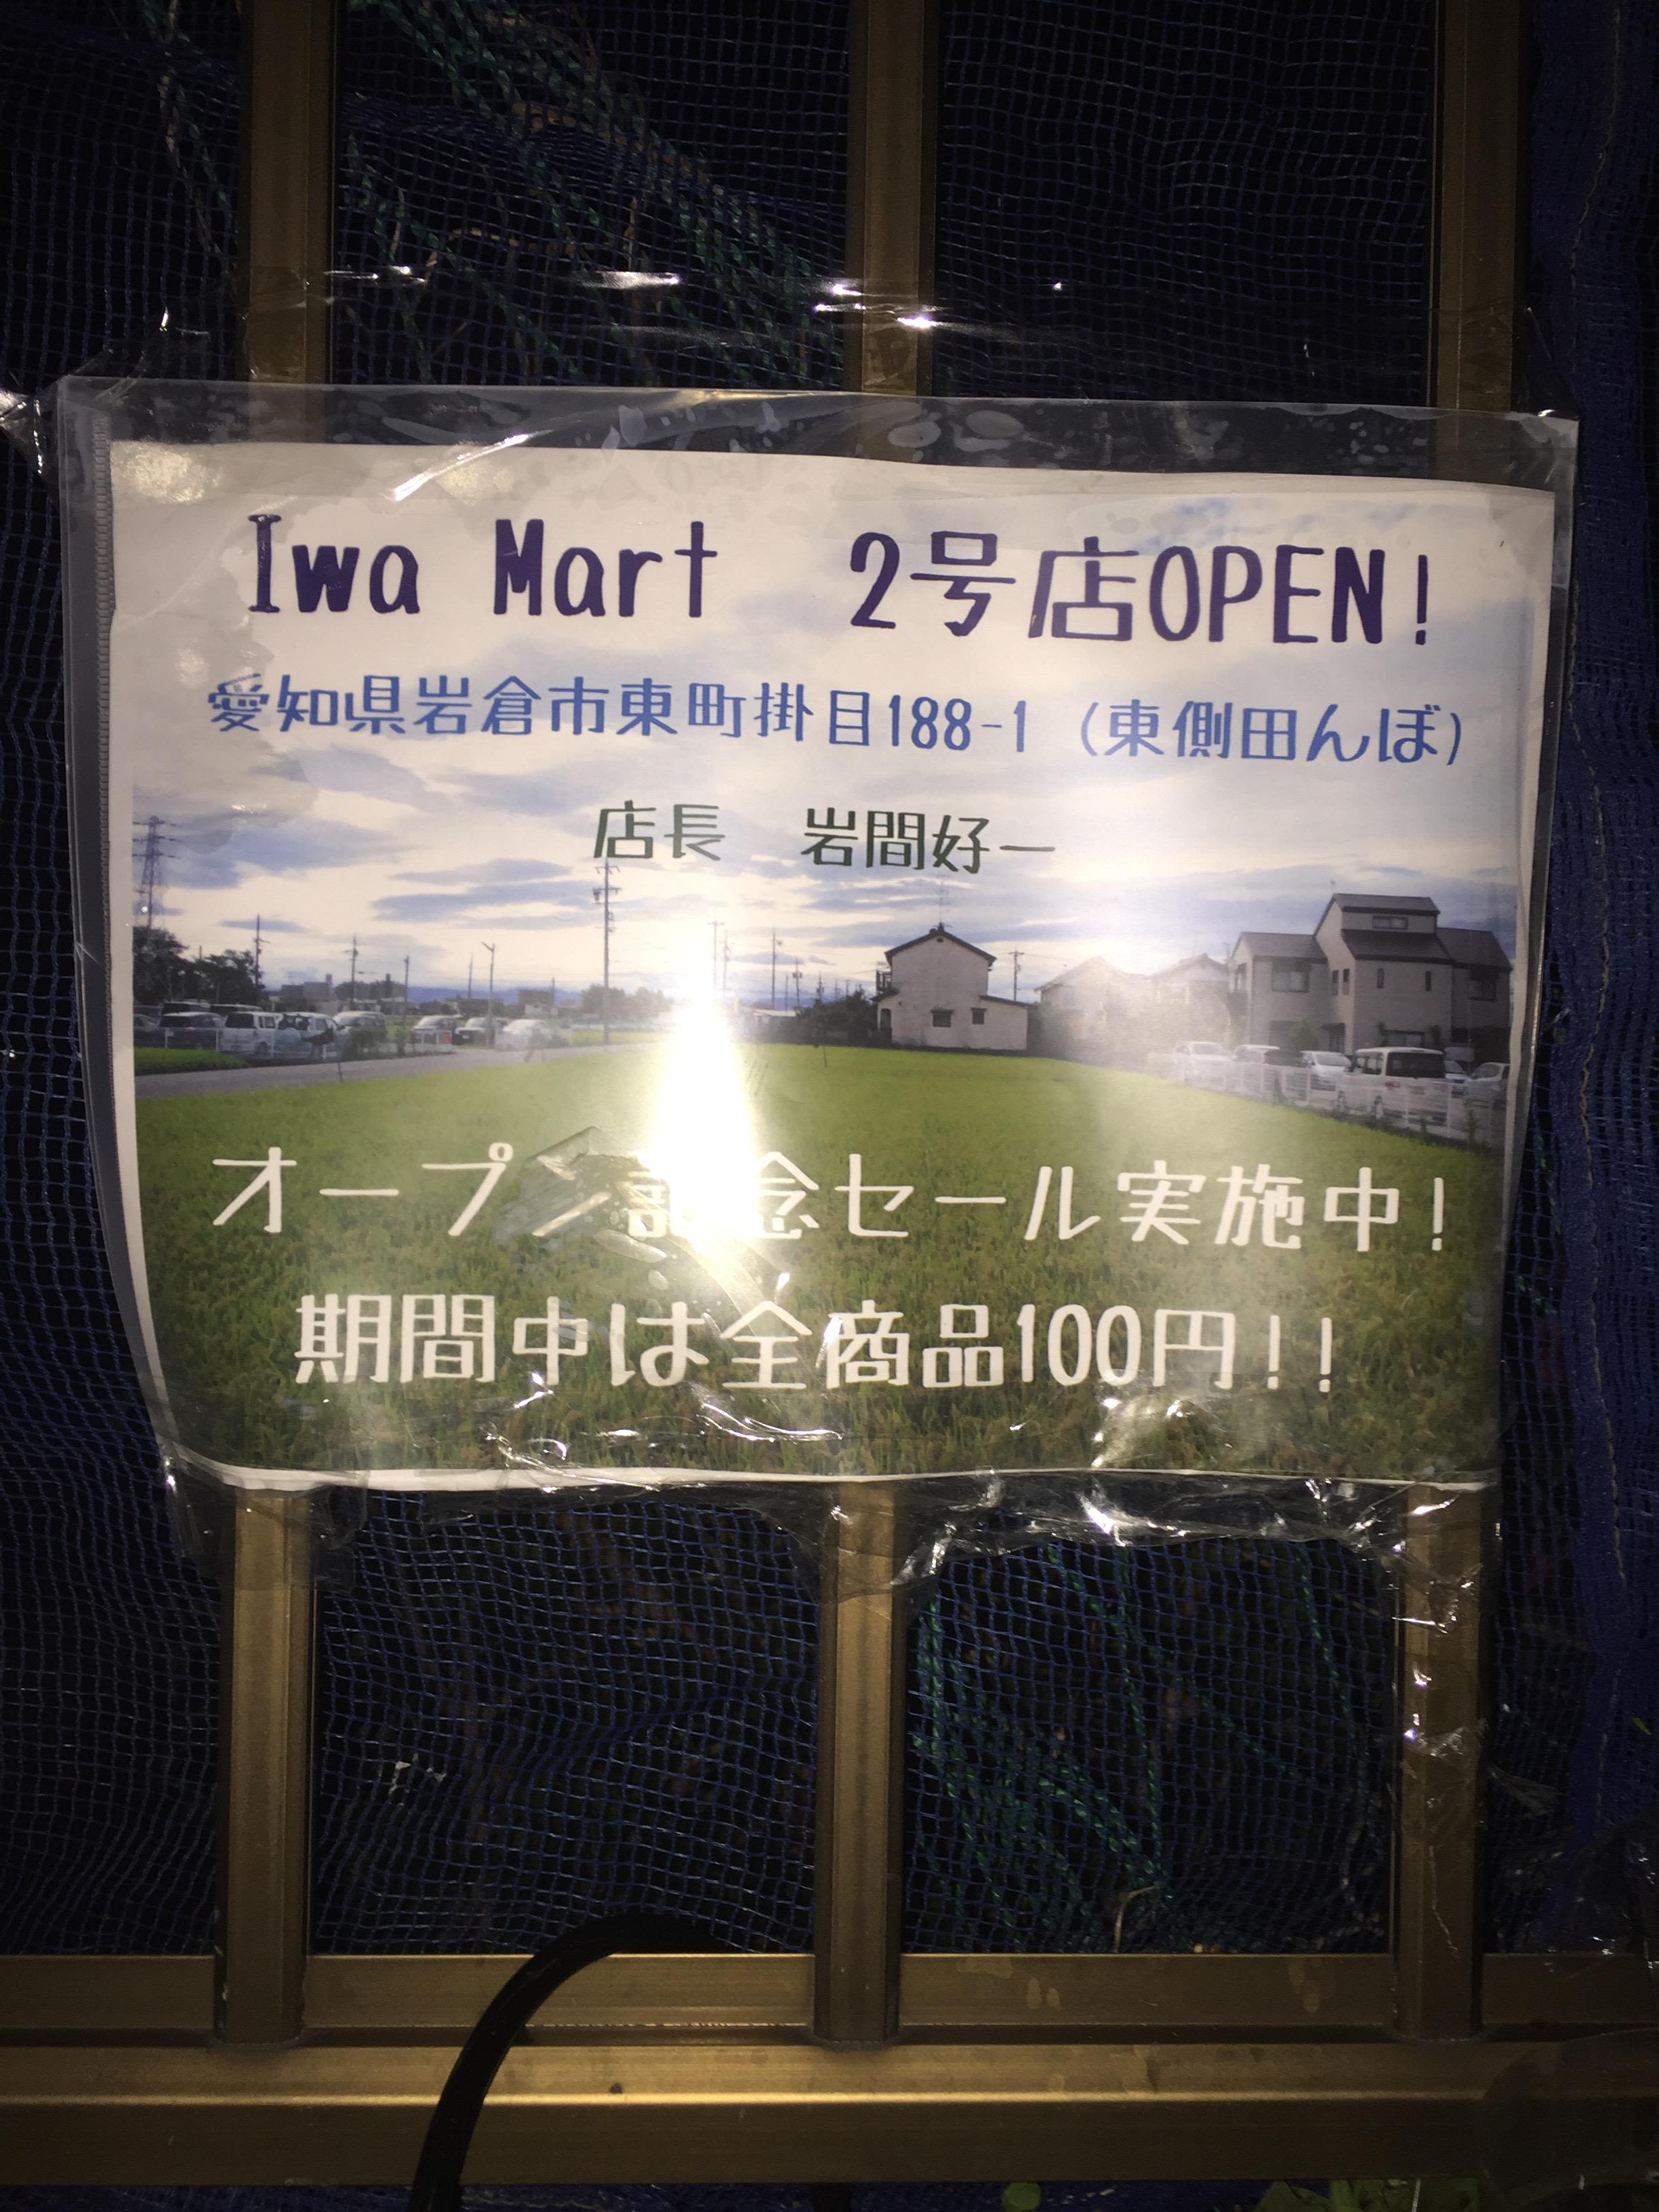 Iwa Mart 2号店OPEN!
愛知県岩倉市東町掛目188-1 (東側田んぼ)
店長 岩間好一
オープン記念セール実施中!
期間中は全商品100円!!